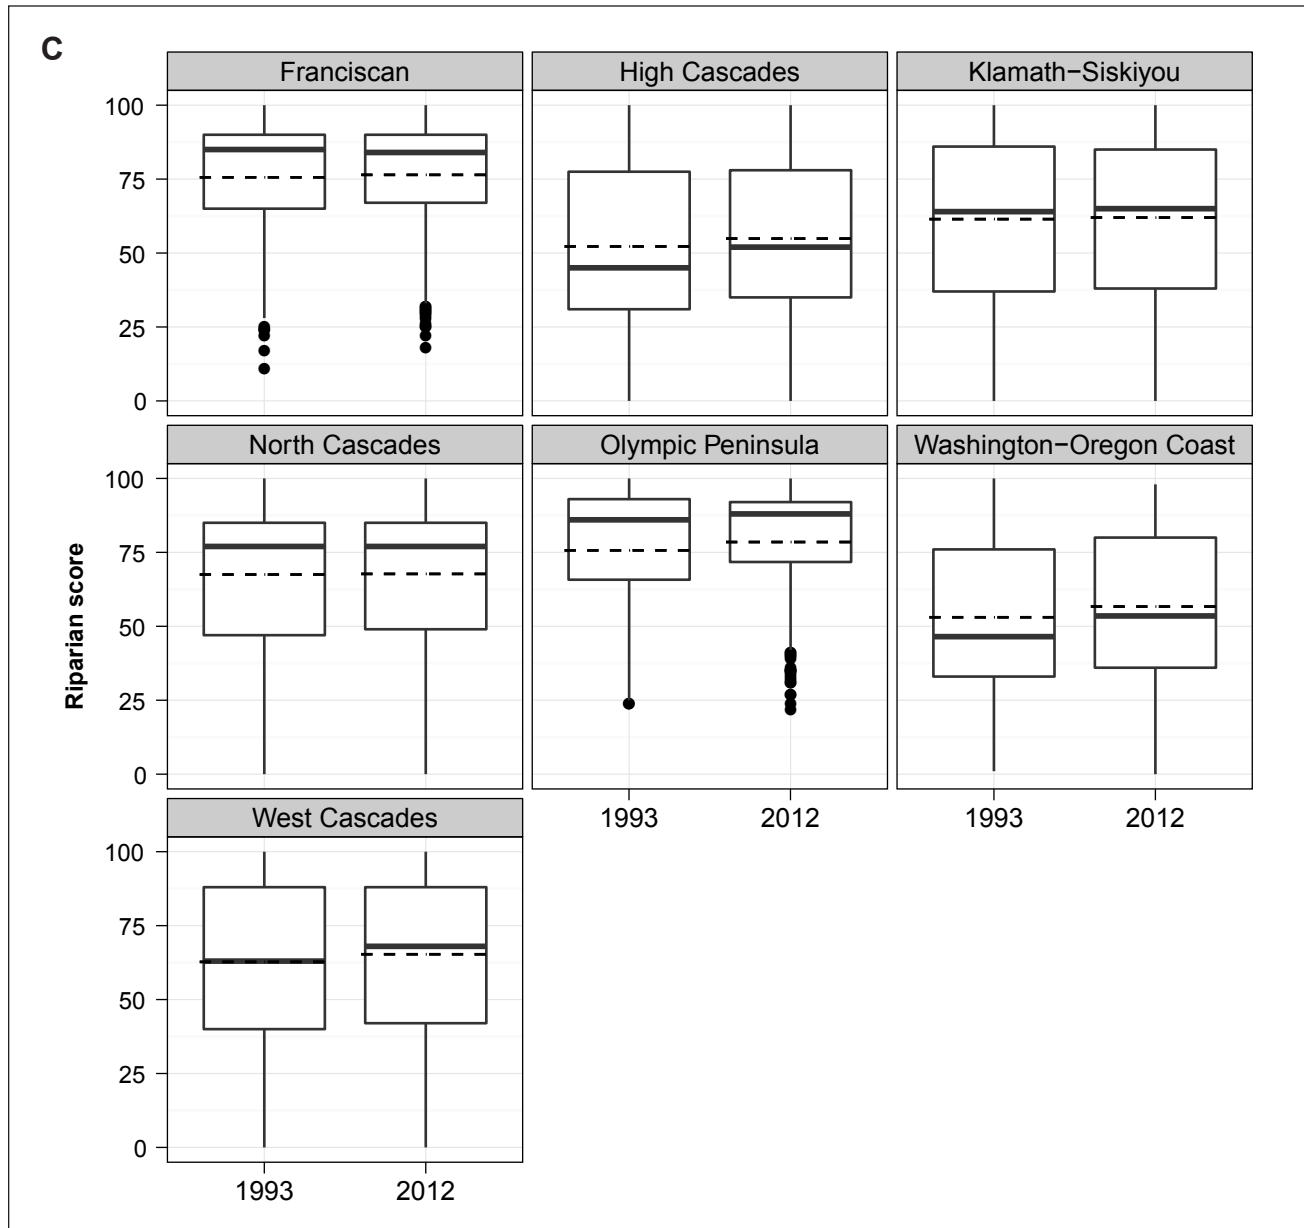 C
Franciscan
High Cascades
Klamath−Siskiyou
100
75
50
25
0
North Cascades
Olympic Peninsula
Washington−Oregon Coast
100
75
50
25
0
Riparian score
1993 2012
1993 2012
West Cascades
100
75
50
25
0
1993 2012